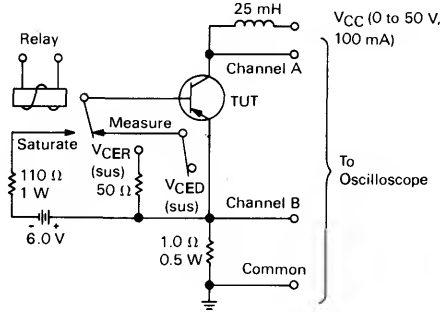 25 mH
VCC (0 to 50 V,
100 mA)
Relay
Channel A
TUT
Measure
Saturate
VCER
(sus)
50 Ω
VCED
(sus)
110 Ω
1 W
To
Oscilloscope
Channel B
- +
6.0 V
1.0 Ω
0.5 W
Common